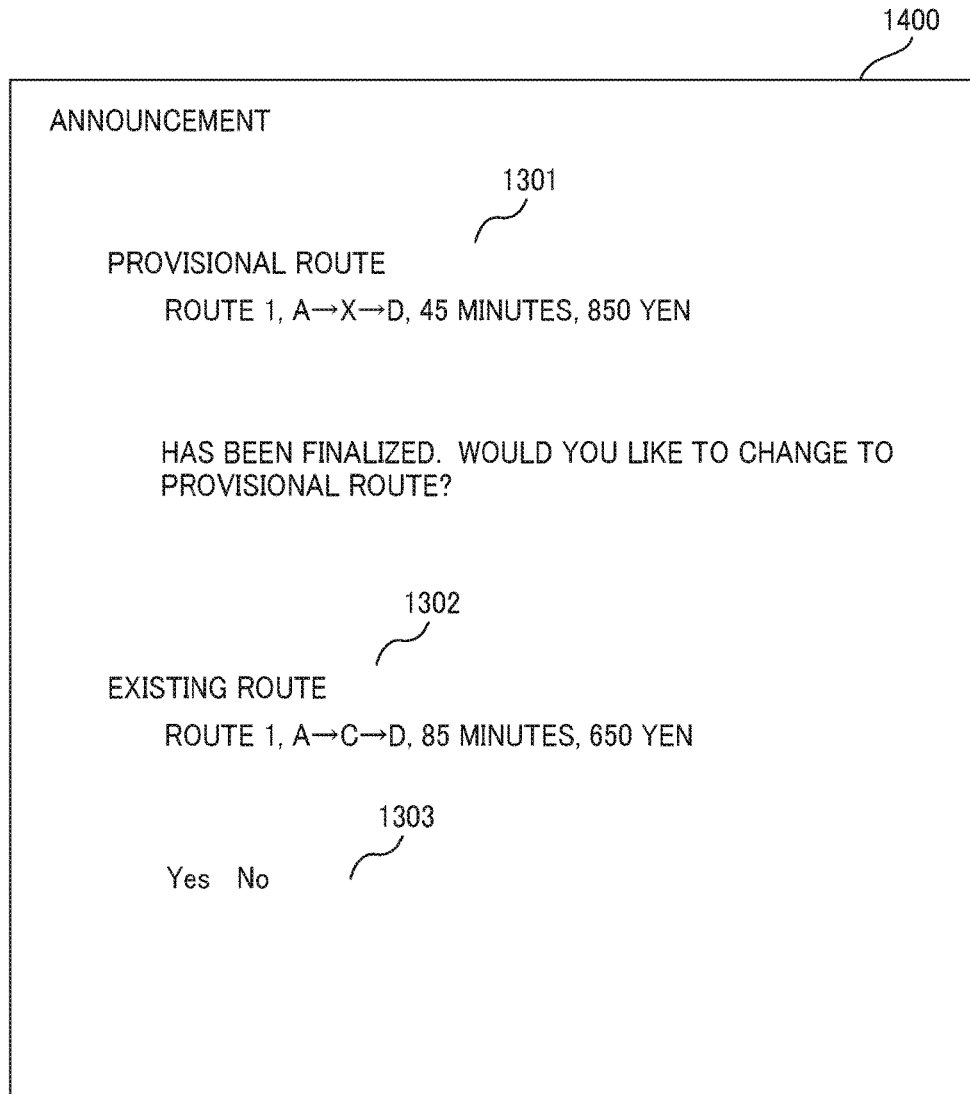 1400
ANNOUNCEMENT
1301
PROVISIONAL ROUTE
ROUTE 1, A→X→D, 45 MINUTES, 850 YEN
HAS BEEN FINALIZED. WOULD YOU LIKE TO CHANGE TO
PROVISIONAL ROUTE?
1302
EXISTING ROUTE
ROUTE 1, A→C→D, 85 MINUTES, 650 YEN
1303
Yes No